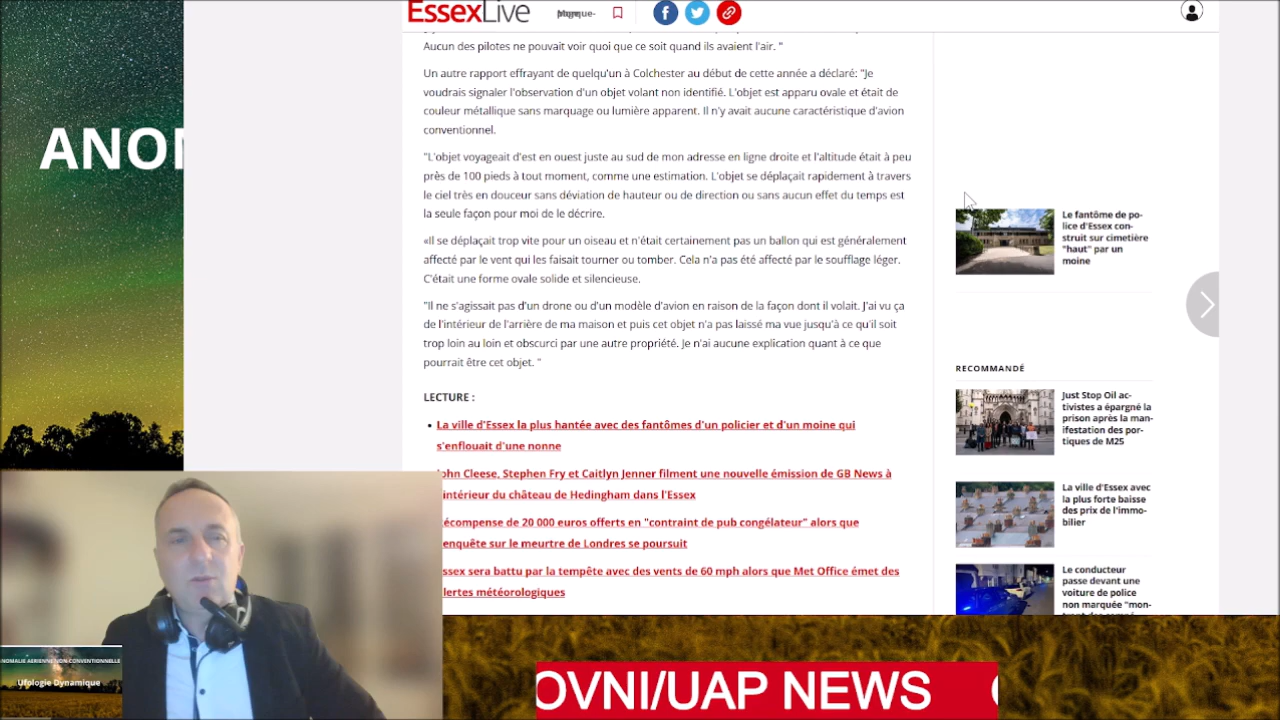 EssexLive
ANON
Aucun des pilotes ne pouvait voir quoi que ce soit quand ils avaient l'air. "
Un autre rapport effrayant de quelqu'un à Colchester au début de cette année a déclaré: "Je
voudrais signaler l'observation d'un objet volant non identifié. L'objet est apparu ovale et était de
couleur métallique sans marquage ou lumière apparent. Il n'y avait aucune caractéristique d'avion
conventionnel.
"L'objet voyageait d'est en ouest juste au sud de mon adresse en ligne droite et l'altitude était à peu
près de 100 pieds à tout moment, comme une estimation. L'objet se déplaçait rapidement à travers
le ciel très en douceur sans déviation de hauteur ou de direction ou sans aucun effet du temps est
la seule façon pour moi de le décrire.
«Il se déplaçait trop vite pour un oiseau et n'était certainement pas un ballon qui est généralement
affecté par le vent qui les faisait tourner ou tomber. Cela n'a pas été affecté par le soufflage léger.
C'était une forme ovale solide et silencieuse.
"Il ne s'agissait pas d'un drone ou d'un modèle d'avion en raison de la façon dont il volait. J'ai vu ça
de l'intérieur de l'arrière de ma maison et puis cet objet n'a pas laissé ma vue jusqu'à ce qu'il soit
trop loin au loin et obscurci par une autre propriété. Je n'ai aucune explication quant à ce que
pourrait être cet objet. "
LECTURE :
• La ville d'Essex la plus hantée avec des fantômes d'un policier et d'un moine qui
s'enflouait d'une nonne
ohn Cleese, Stephen Fry et Caitlyn Jenner filment une nouvelle émission de GB News à
intérieur du château de Hedingham dans l'Essex
écompense de 20 000 euros offerts en "contraint de pub congélateur" alors que
enquête sur le meurtre de Londres se poursuit
ssex sera battu par la tempête avec des vents de 60 mph alors que Met Office émet des
lertes météorologiques
Le fantôme de po-
lice d'Essex con-
struit sur cimetière
"haut" par un
moine
RECOMMANDÉ
Just Stop Oil ac-
tivistes a épargné la
prison après la man-
ifestation des por-
tiques de M25
La ville d'Essex avec
la plus forte baisse
des prix de l'immo-
bilier
Le conducteur
passe devant une
voiture de police
non marquée "mon-
ANOMALIE AERIENNE NON CONVENTIONNELLE
Ufologie Dynamique
OVNI/UAP NEWS